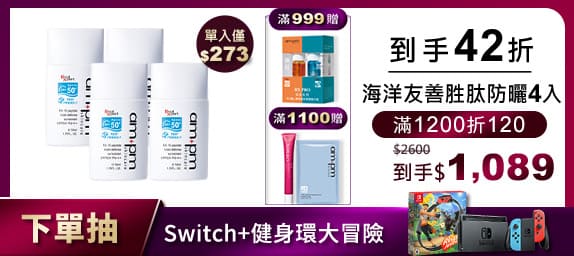 單入僅
$273
滿999贈
滿1100贈
am+pm
到手42折
海洋友善胜肽防曬4入
滿1200折120
$2600
到手$1,089
下單抽
Switch+健身環大冒險